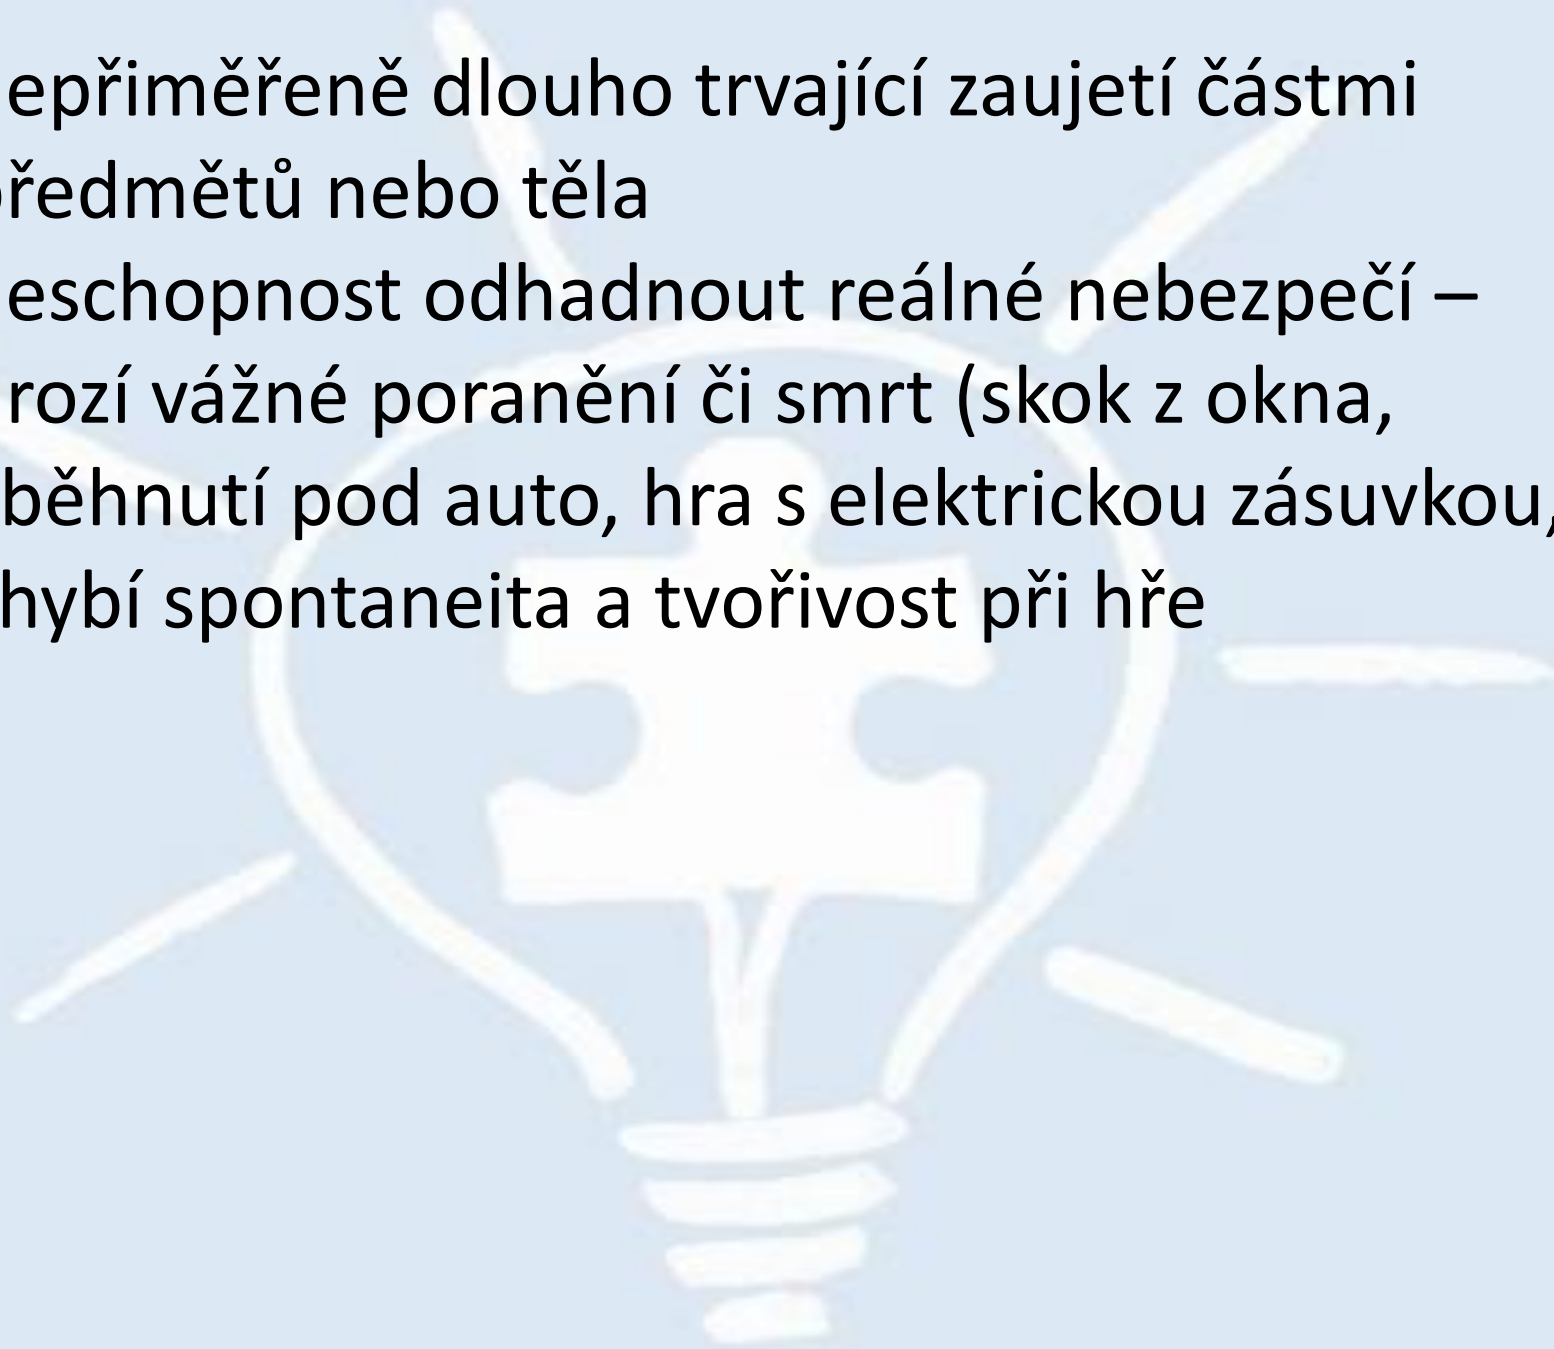 epřiměřeně dlouho trvající zaujetí částmi
ředmětů nebo těla
eschopnost odhadnout reálné nebezpečí –
rozí vážné poranění či smrt (skok z okna,
běhnutí pod auto, hra s elektrickou zásuvkou,
hybí spontaneita a tvořivost při hře